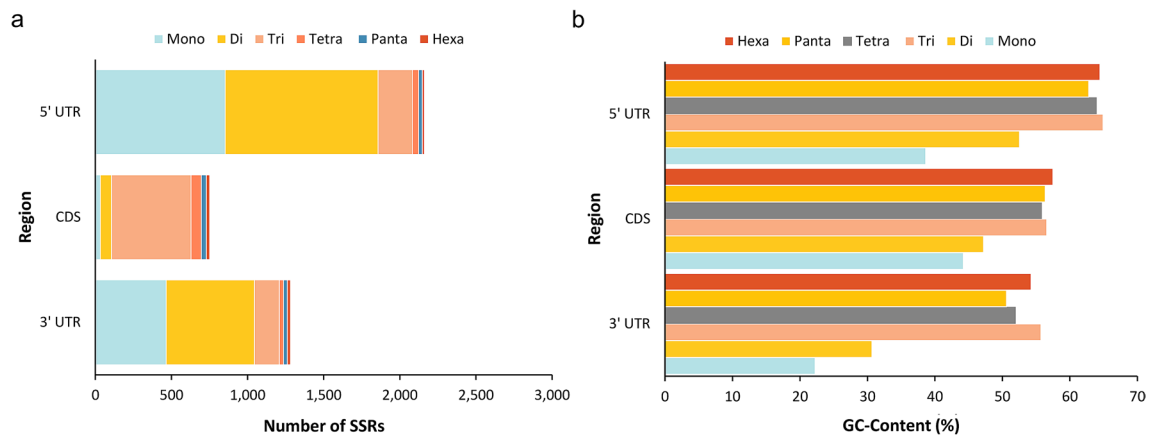 a
Mono Di Tri Tetra Panta Hexa
5' UTR
CDS
3' UTR
Region
0 500 1,000 1,500 2,000 2,500 3,000
Number of SSRs
b
Hexa Panta Tetra Tri Di Mono
5' UTR
CDS
3' UTR
Region
0 10 20 30 40 50 60 70
GC-Content (%)